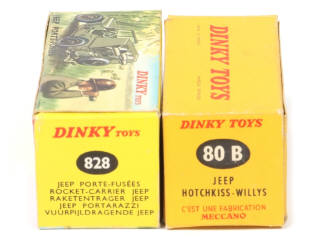 JEEP PORTE-FUSÉES
DINKY TOYS
DINKY TOYS
828
JEEP PORTE-FUSÉES
ROCKET-CARRIER JEEP
RAKETENTRAGER JEEP
JEEP PORTARAZZI
VUURPIJLDRAGENDE JEEP
DINKY TOYS
DINKY TOYS
80 B
JEEP
HOTCHKISS-WILLYS
C'EST UNE FABRICATION
MECCANO